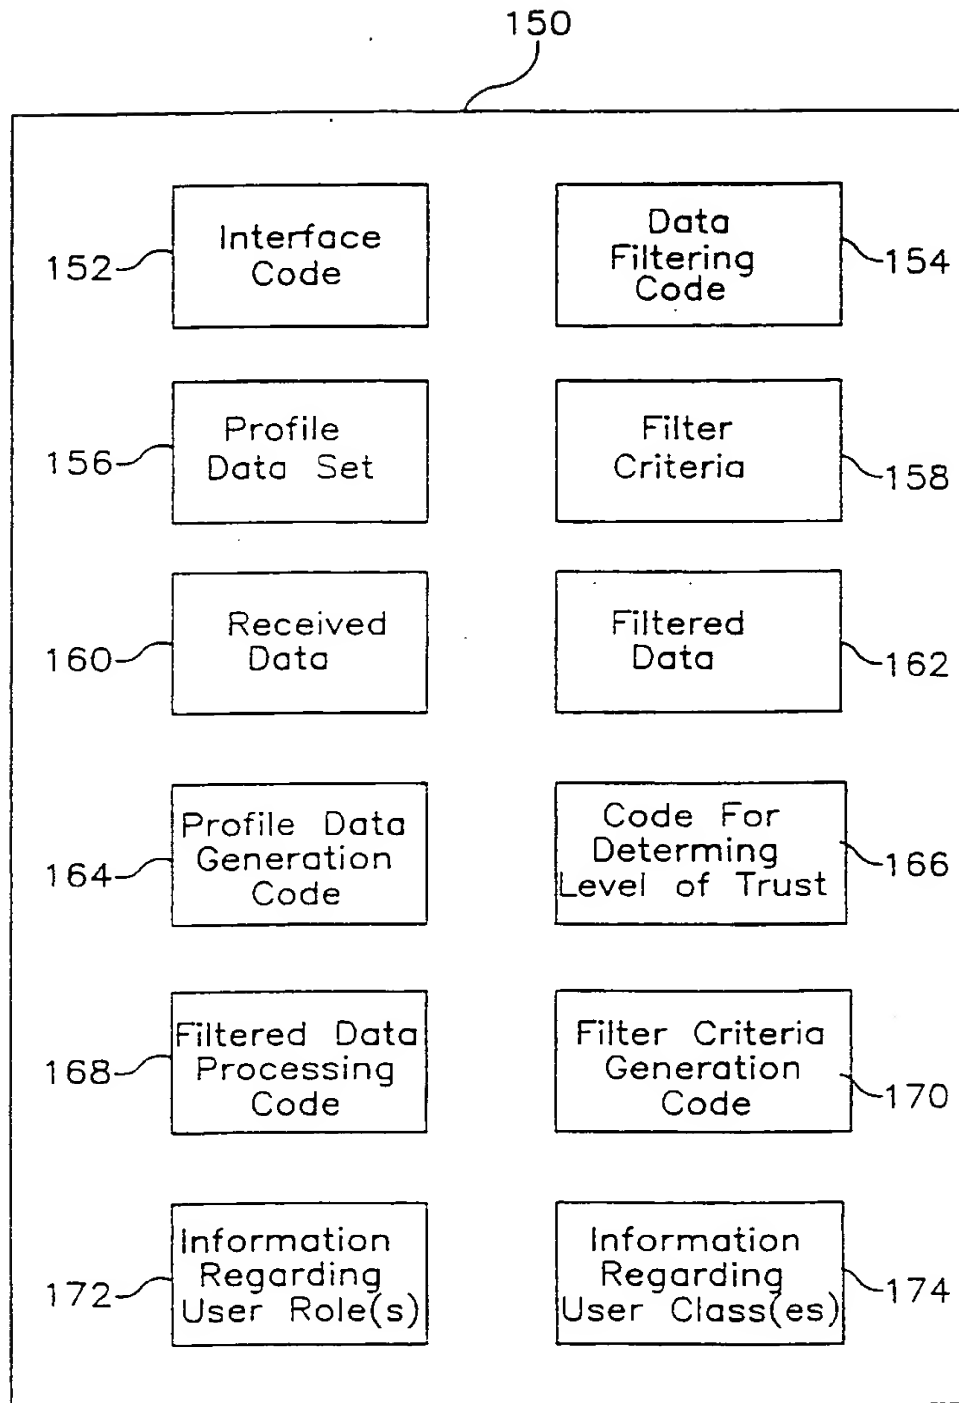 150
Interface
Code
152
Data
Filtering
Code
154
Profile
Data Set
156
Filter
Criteria
158
Received
Data
160
Filtered
Data
162
Profile Data
Generation
Code
164
Code For
Determing
Level of Trust
166
Filtered Data
Processing
Code
168
Filter Criteria
Generation
Code
170
Information
Regarding
User Role(s)
172
Information
Regarding
User Class(es)
174